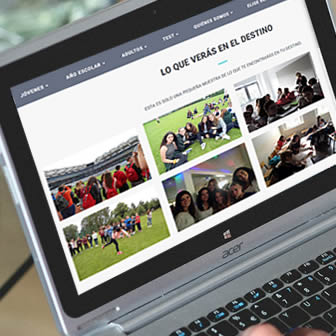 JÓVENES
AÑO ESCOLAR
ADULTOS
TEST
QUIÉNES SOMOS
ELIGE
LO QUE VERÁS EN EL DESTINO
ESTA ES SOLO UNA PEQUEÑA MUESTRA DE LO QUE TE ENCONTRARÁS EN TU DESTINO.
acer